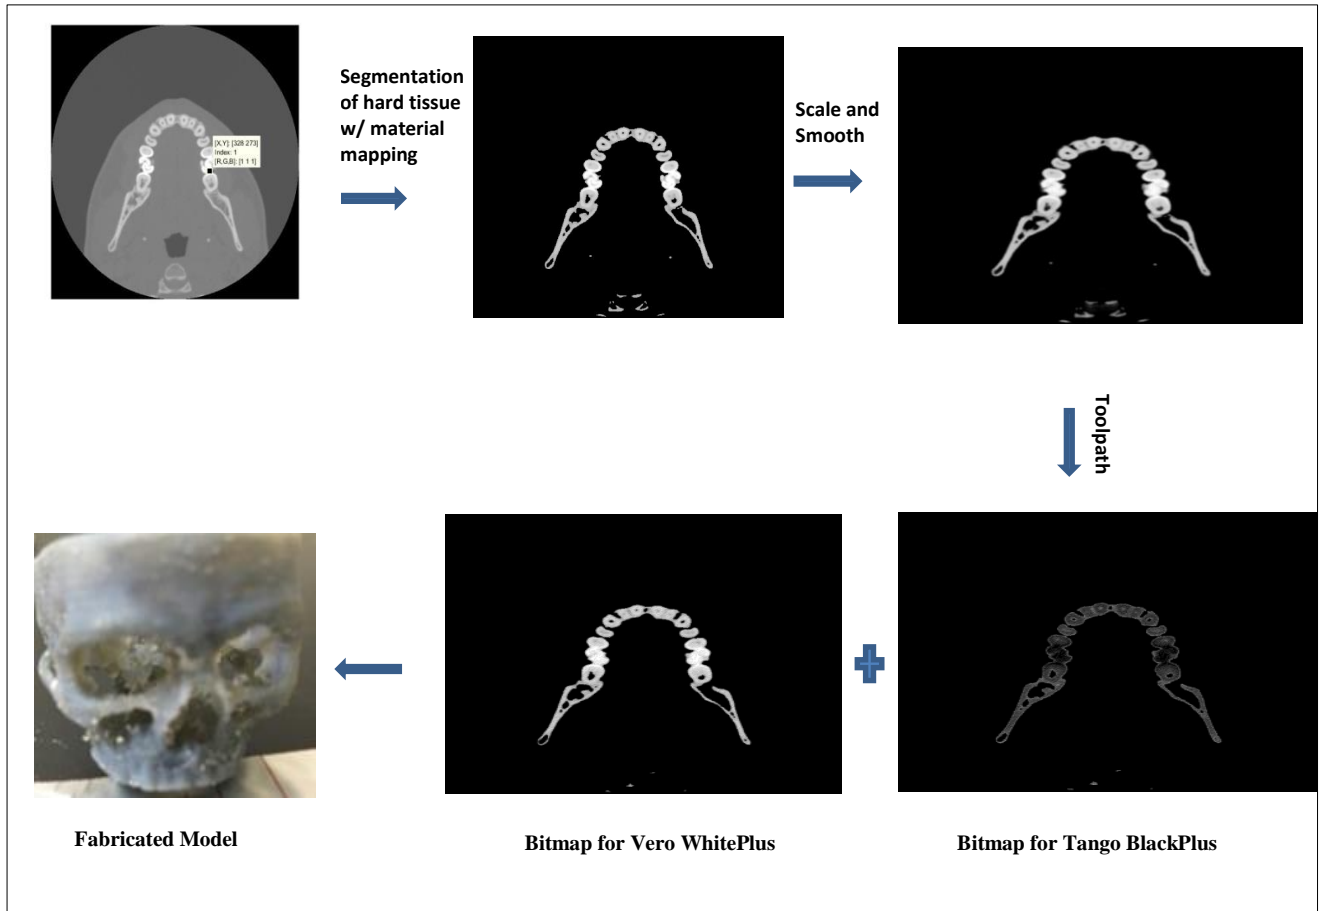 Segmentation
of hard tissue
w/ material
mapping
[X,Y]: [328 273]
Index: 1
[R,G,B]: [1 1 1]
Scale and
Smooth
Toolpath
Fabricated Model
Bitmap for Vero WhitePlus
Bitmap for Tango BlackPlus